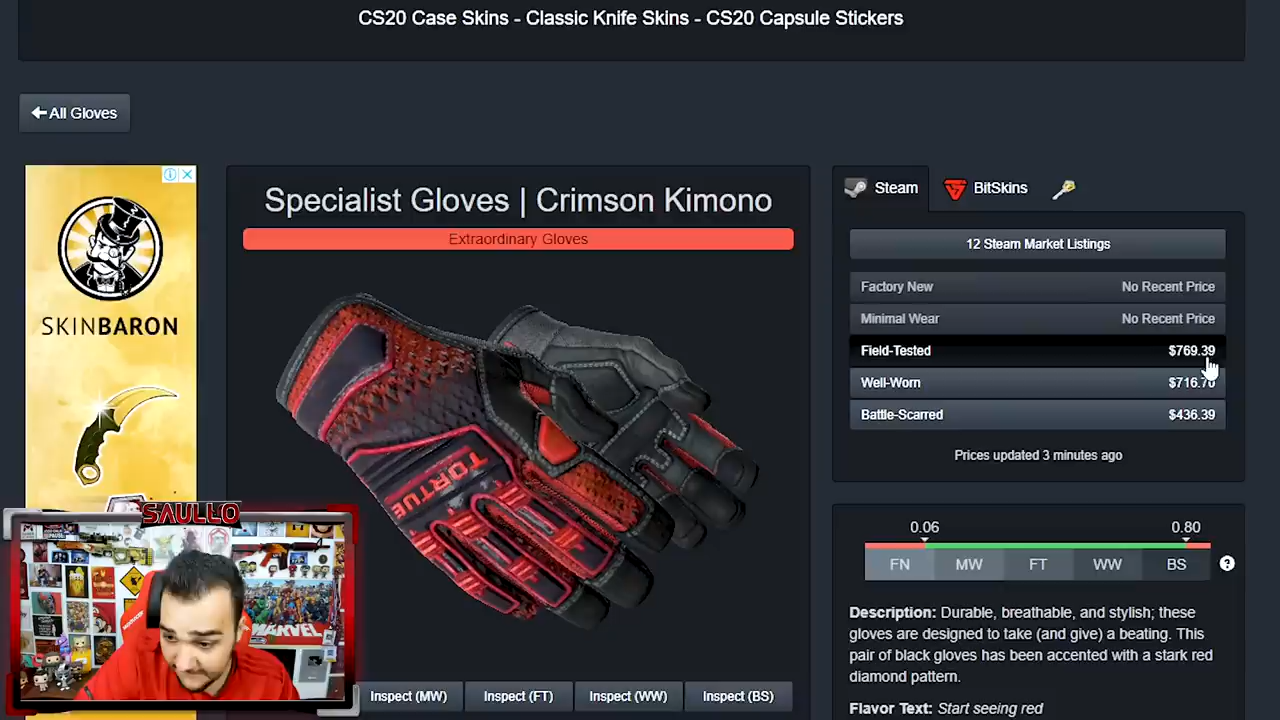 CS20 Case Skins - Classic Knife Skins - CS20 Capsule Stickers
All Gloves
SKINBARON
Specialist Gloves | Crimson Kimono
Extraordinary Gloves
TORTUE
Inspect (MW)
Inspect (FT)
Inspect (WW)
Inspect (BS)
Steam
BitSkins
12 Steam Market Listings
Factory New No Recent Price
Minimal Wear No Recent Price
Field-Tested $769.39
Well-Worn $716.70
Battle-Scarred $436.39
Prices updated 3 minutes ago
0.06 0.80
FN MW FT WW BS ?
Description: Durable, breathable, and stylish; these
gloves are designed to take (and give) a beating. This
pair of black gloves has been accented with a stark red
diamond pattern.
Flavor Text: Start seeing red
SAULLO
MARVEL